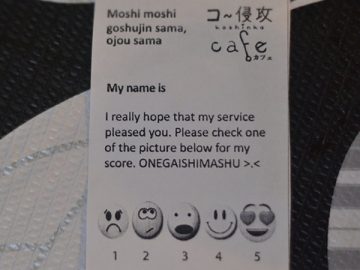 Moshi moshi
goshujin sama,
ojou sama
コ～侵攻
koshinko
cafe
カフェ
My name is
I really hope that my service
pleased you. Please check one
of the picture below for my
score. ONEGAISHIMASHU >.<
1 2 3 4 5